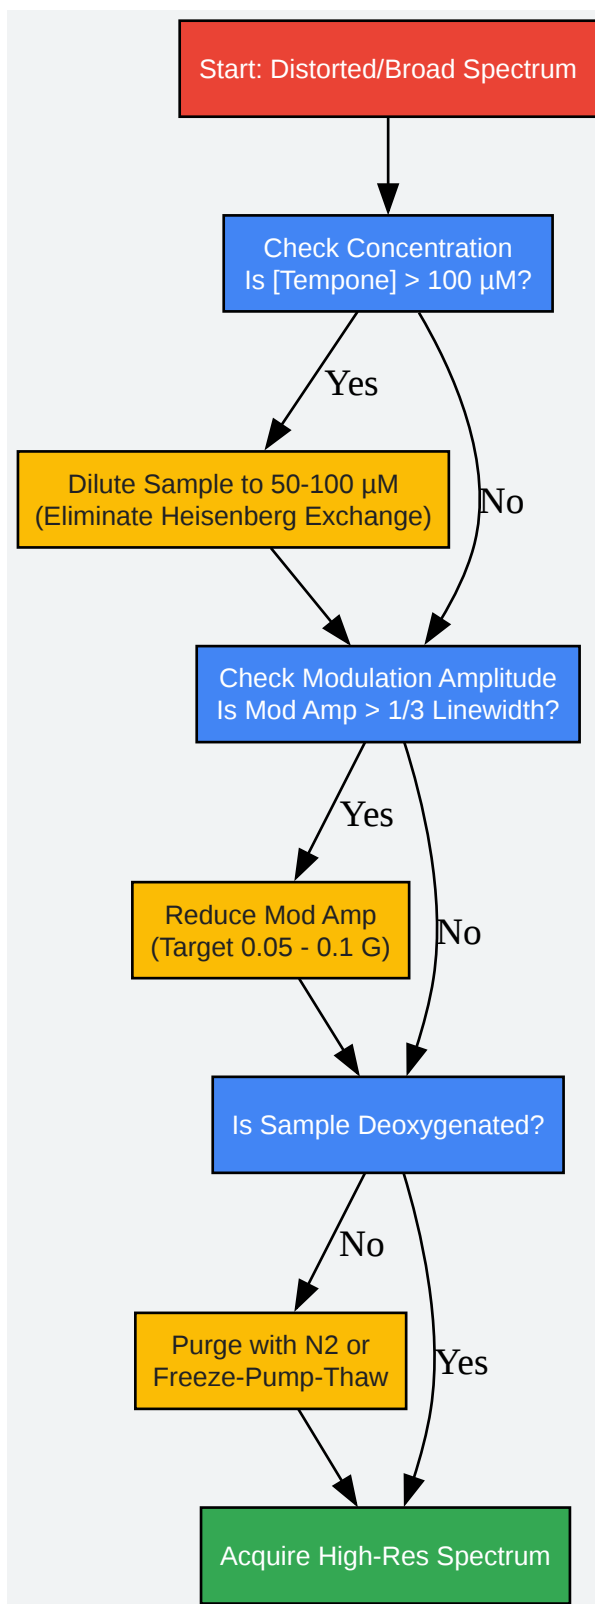 Start: Distorted/Broad Spectrum
Check Concentration
Is [Tempone] > 100 µM?
Yes
Dilute Sample to 50-100 µM
(Eliminate Heisenberg Exchange)
No
Check Modulation Amplitude
Is Mod Amp > 1/3 Linewidth?
Yes
Reduce Mod Amp
(Target 0.05 - 0.1 G)
No
Is Sample Deoxygenated?
No
Purge with N2 or
Freeze-Pump-Thaw
Yes
Acquire High-Res Spectrum